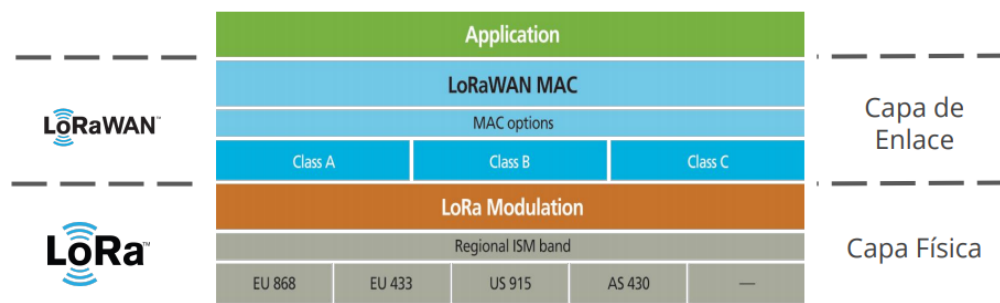 Application
LoRaWAN MAC
MAC options
Class A Class B Class C
LoRaWAN™
Capa de
Enlace
LoRa Modulation
Regional ISM band
EU 868 EU 433 US 915 AS 430 —
LoRa™
Capa Física